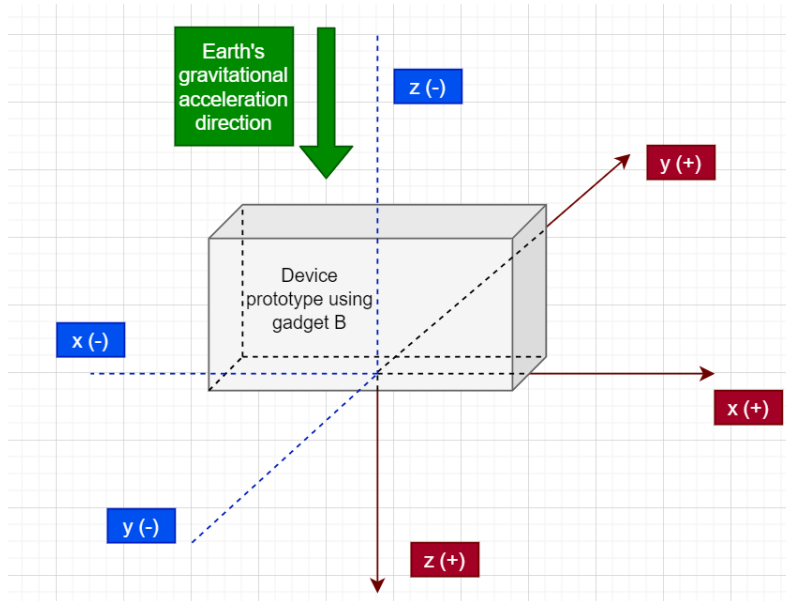 Earth's
gravitational
acceleration
direction
z (-)
y (+)
Device
prototype using
gadget B
x (-)
x (+)
y (-)
z (+)